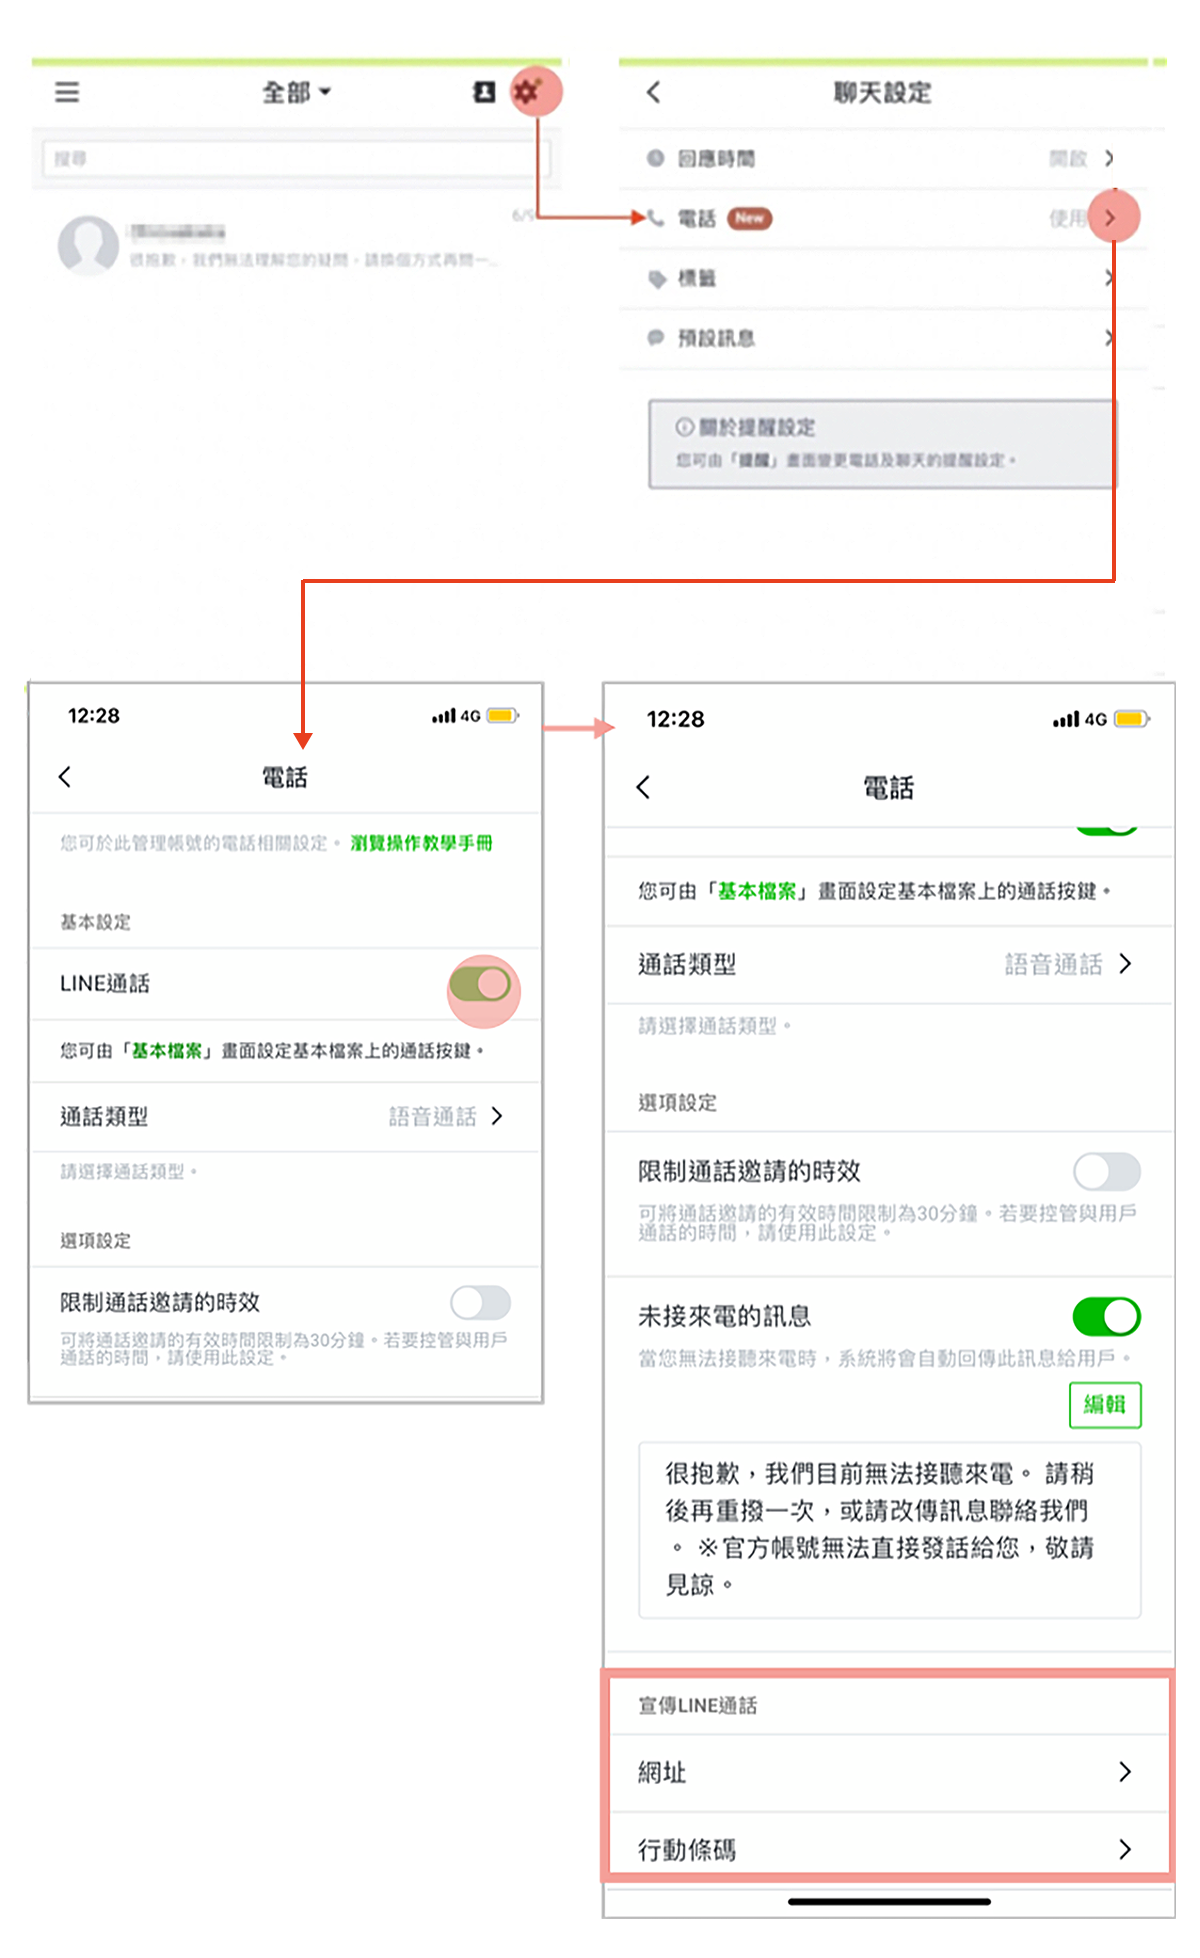 全部
搜尋
6/9
很抱歉，我們無法理解您的疑問。請換個方式再問一...
聊天設定
回應時間 開啟
電話 New 使用
標籤
預設訊息
關於提醒設定
您可由「提醒」畫面變更電話及聊天的提醒設定。
12:28 4G
電話
您可於此管理帳號的電話相關設定。瀏覽操作教學手冊
基本設定
LINE通話
您可由「基本檔案」畫面設定基本檔案上的通話按鍵。
通話類型 語音通話
請選擇通話類型。
選項設定
限制通話邀請的時效
可將通話邀請的有效時間限制為30分鐘。若要控管與用戶
通話的時間，請使用此設定。
12:28 4G
電話
您可由「基本檔案」畫面設定基本檔案上的通話按鍵。
通話類型 語音通話
請選擇通話類型。
選項設定
限制通話邀請的時效
可將通話邀請的有效時間限制為30分鐘。若要控管與用戶
通話的時間，請使用此設定。
未接來電的訊息
當您無法接聽來電時，系統將會自動回傳此訊息給用戶。
編輯
很抱歉，我們目前無法接聽來電。 請稍
後再重撥一次，或請改傳訊息聯絡我們
。 ※官方帳號無法直接發話給您，敬請
見諒。
宣傳LINE通話
網址
行動條碼